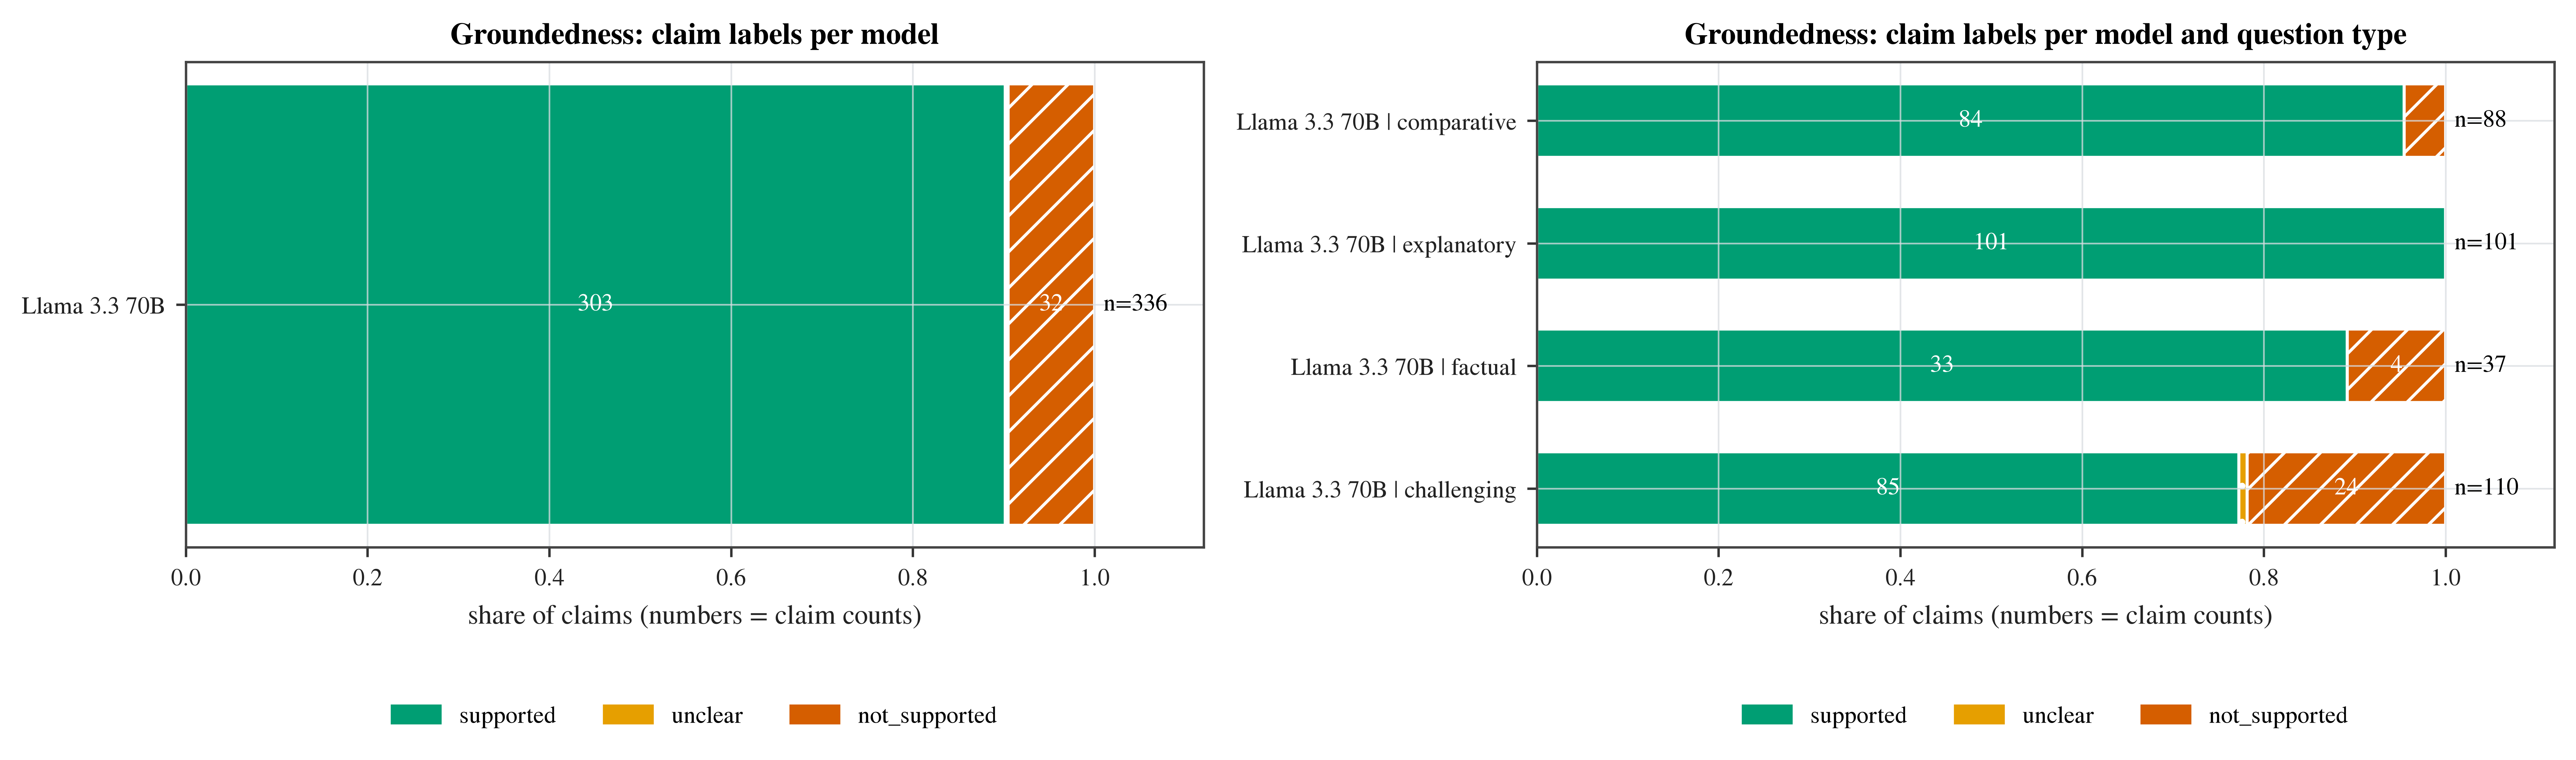 Groundedness: claim labels per model
Llama 3.3 70B
303
32
n=336
0.0 0.2 0.4 0.6 0.8 1.0
share of claims (numbers = claim counts)
supported unclear not_supported
Groundedness: claim labels per model and question type
Llama 3.3 70B | comparative
84
n=88
Llama 3.3 70B | explanatory
101
n=101
Llama 3.3 70B | factual
33
4
n=37
Llama 3.3 70B | challenging
85
24
n=110
0.0 0.2 0.4 0.6 0.8 1.0
share of claims (numbers = claim counts)
supported unclear not_supported